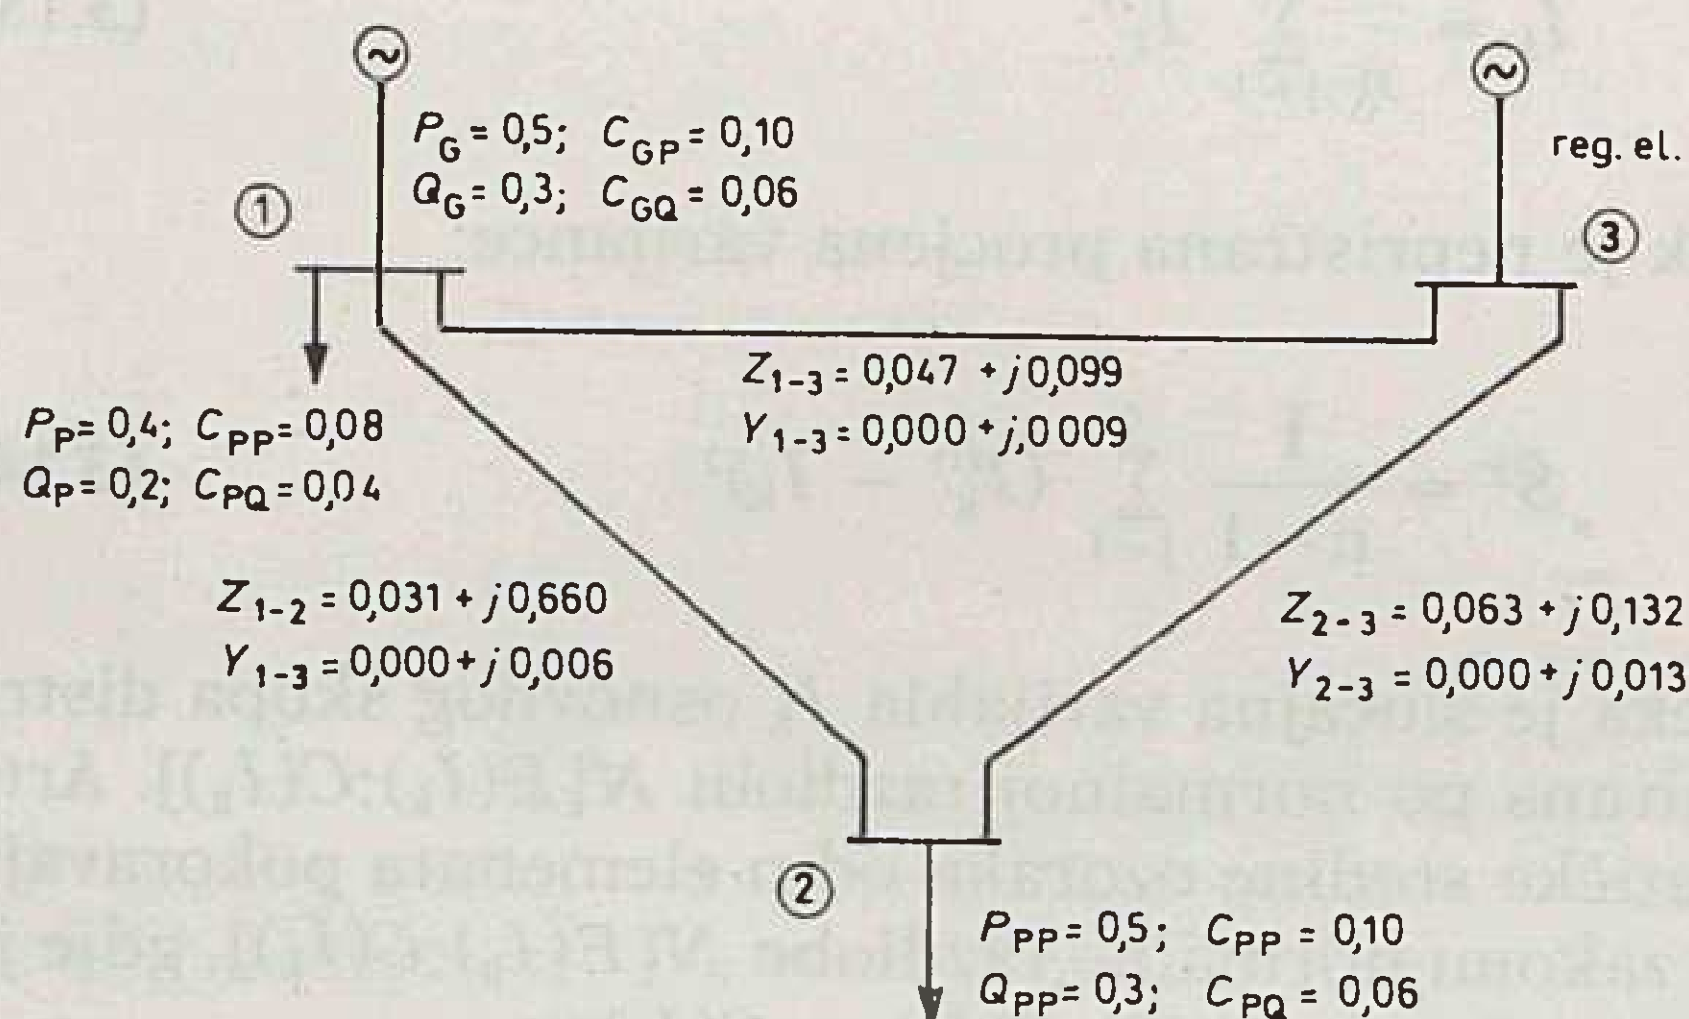 P_G = 0,5; C_GP = 0,10
Q_G = 0,3; C_GQ = 0,06
reg. el.
①
③
Z_1-3 = 0,047 + j0,099
Y_1-3 = 0,000 + j,0 009
P_P = 0,4; C_PP = 0,08
Q_P = 0,2; C_PQ = 0,04
Z_1-2 = 0,031 + j0,660
Y_1-3 = 0,000 + j0,006
Z_2-3 = 0,063 + j0,132
Y_2-3 = 0,000 + j0,013
②
P_PP = 0,5; C_PP = 0,10
Q_PP = 0,3; C_PQ = 0,06